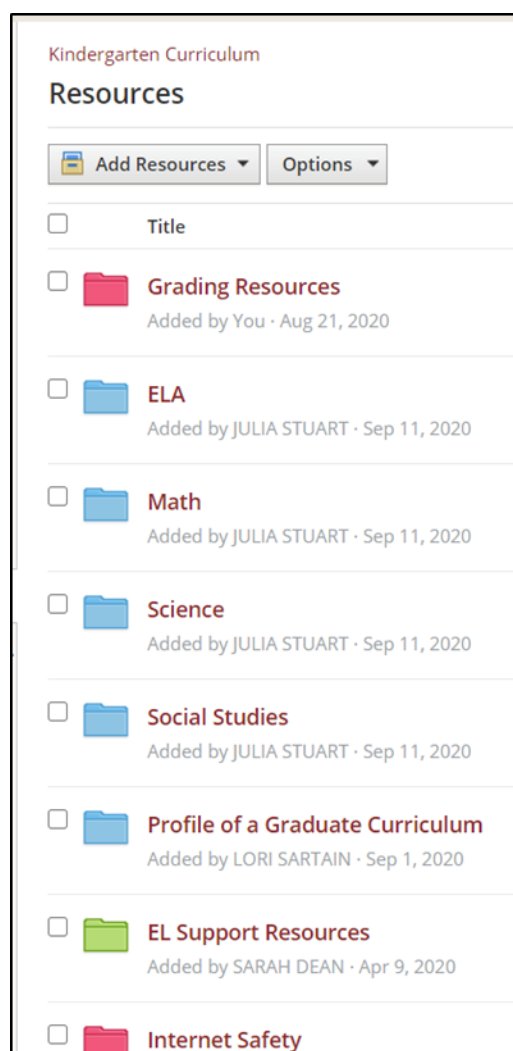 Kindergarten Curriculum
Resources
Add Resources
Options
Title
Grading Resources
Added by You · Aug 21, 2020
ELA
Added by JULIA STUART · Sep 11, 2020
Math
Added by JULIA STUART · Sep 11, 2020
Science
Added by JULIA STUART · Sep 11, 2020
Social Studies
Added by JULIA STUART · Sep 11, 2020
Profile of a Graduate Curriculum
Added by LORI SARTAIN · Sep 1, 2020
EL Support Resources
Added by SARAH DEAN · Apr 9, 2020
Internet Safety